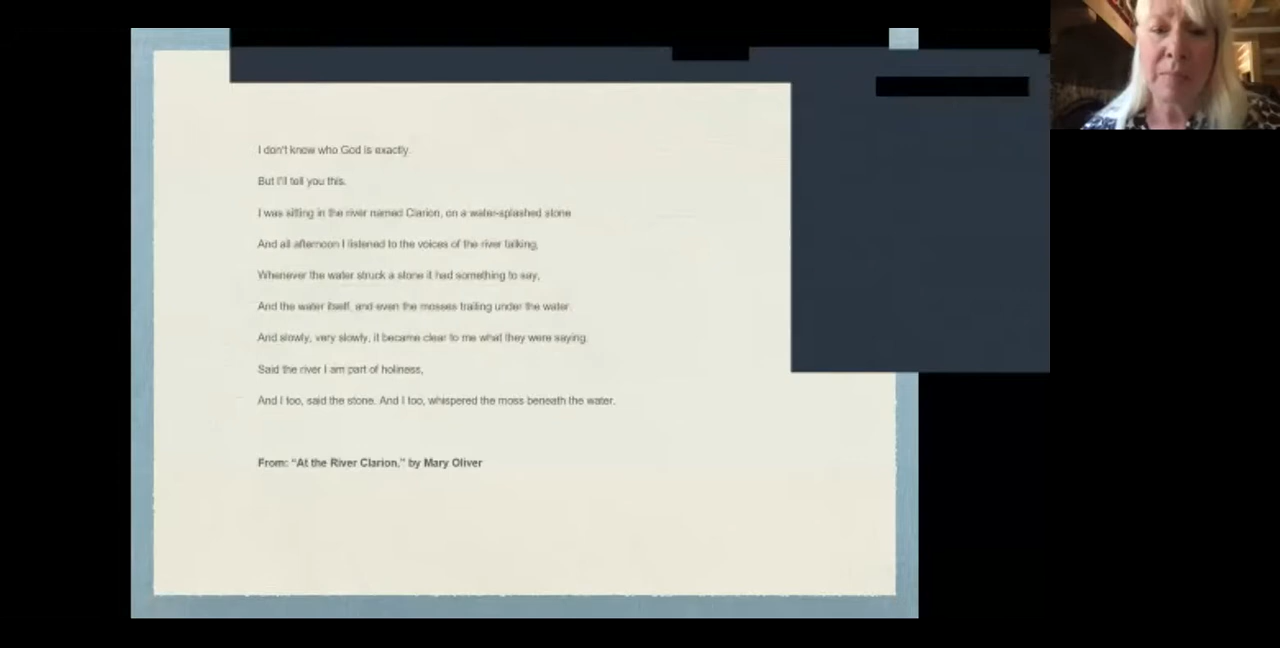 I don't know who God is exactly.
But I'll tell you this.
I was sitting in the river named Clarion, on a water-splashed stone
And all afternoon I listened to the voices of the river talking.
Whenever the water struck a stone it had something to say,
And the water itself, and even the mosses trailing under the water.
And slowly, very slowly, it became clear to me what they were saying.
Said the river I am part of holiness,
And I too, said the stone. And I too, whispered the moss beneath the water.
From: "At the River Clarion," by Mary Oliver